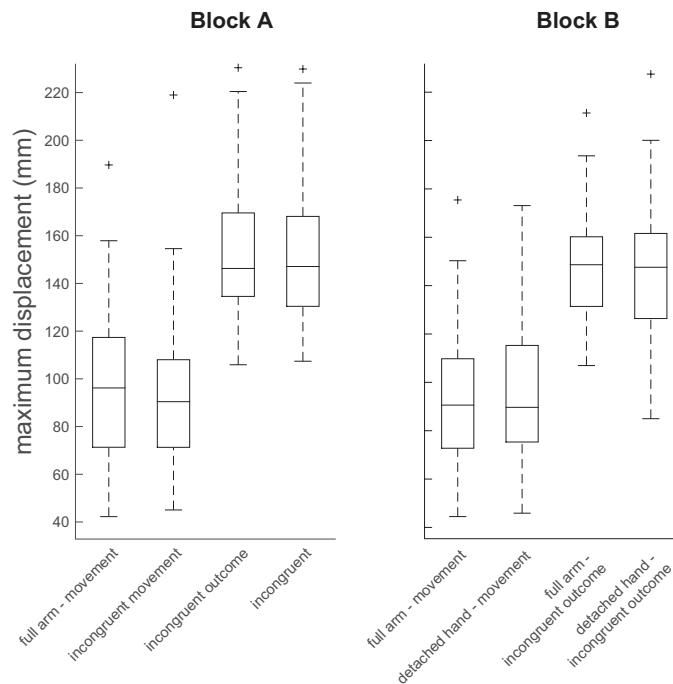 Block A
Block B
maximum displacement (mm)
220
200
180
160
140
120
100
80
60
40
full arm - movement
incongruent movement
incongruent outcome
incongruent
full arm - movement
detached hand - movement
full arm -
incongruent outcome
detached hand -
incongruent outcome